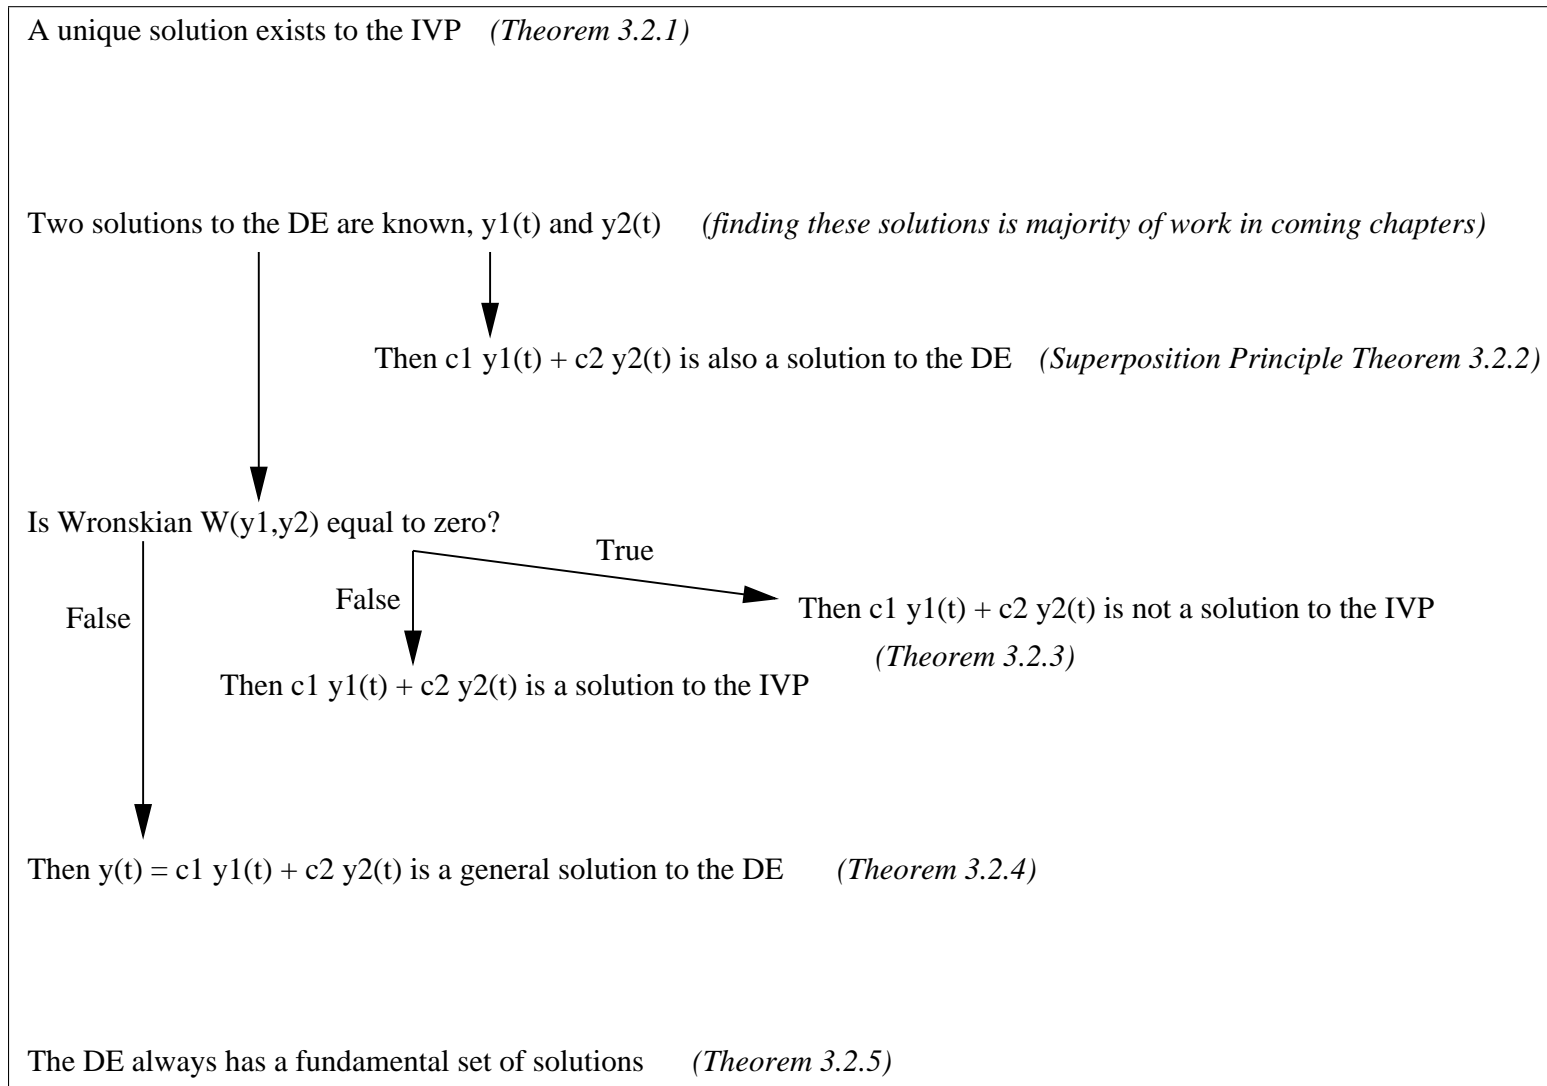 A unique solution exists to the IVP (Theorem 3.2.1)
Two solutions to the DE are known, y1(t) and y2(t) (finding these solutions is majority of work in coming chapters)
Then c1 y1(t) + c2 y2(t) is also a solution to the DE (Superposition Principle Theorem 3.2.2)
Is Wronskian W(y1,y2) equal to zero?
True
False
False
Then c1 y1(t) + c2 y2(t) is not a solution to the IVP
(Theorem 3.2.3)
Then c1 y1(t) + c2 y2(t) is a solution to the IVP
Then y(t) = c1 y1(t) + c2 y2(t) is a general solution to the DE (Theorem 3.2.4)
The DE always has a fundamental set of solutions (Theorem 3.2.5)